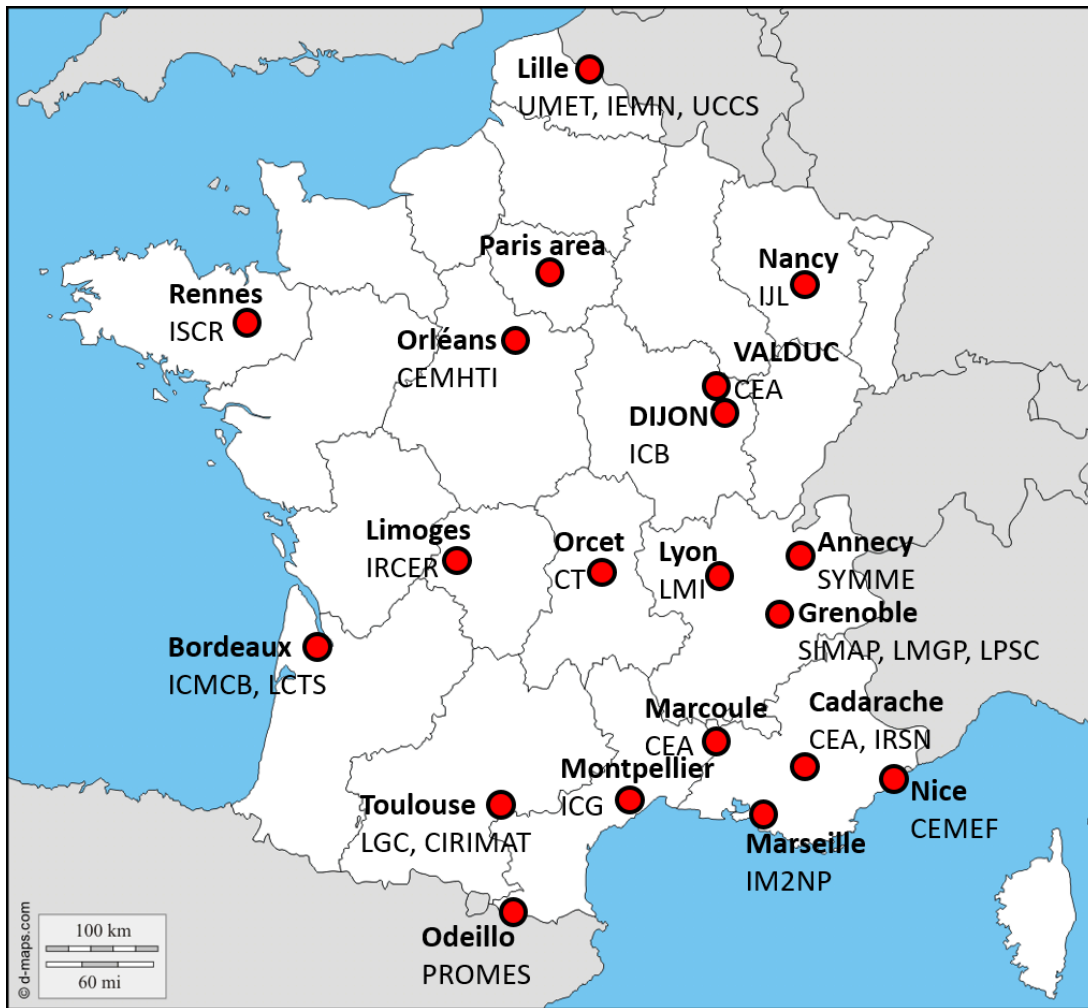 Lille
UMET, IEMN, UCCS
Paris area
Nancy
IJL
Rennes
ISCR
Orléans
CEMHTI
VALDUC
CEA
DIJON
ICB
Limoges
IRCER
Orcet
CT
Lyon
LMI
Annecy
SYMME
Grenoble
SIMAP, LMGP, LPSC
Bordeaux
ICMCB, LCTS
Marcoule
CEA
Cadarache
CEA, IRSN
Montpellier
ICG
Toulouse
LGC, CIRIMAT
Nice
CEMEF
Marseille
IM2NP
Odeillo
PROMES
100 km
60 mi
© d-maps.com